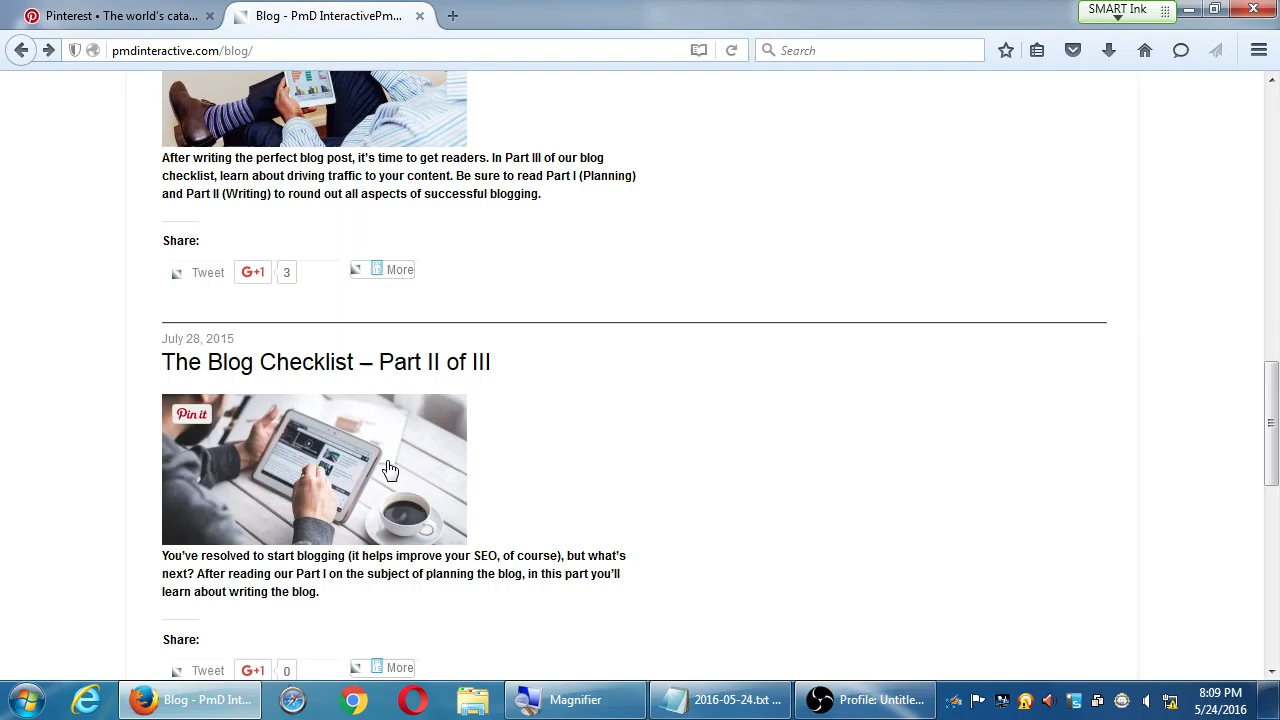 Pinterest • The world's cata...
Blog - PmD InteractivePm...
SMART Ink
pmdinteractive.com/blog/
Search
After writing the perfect blog post, it's time to get readers. In Part III of our blog
checklist, learn about driving traffic to your content. Be sure to read Part I (Planning)
and Part II (Writing) to round out all aspects of successful blogging.
Share:
Tweet
G+1
3
More
July 28, 2015
The Blog Checklist – Part II of III
Pin it
You've resolved to start blogging (it helps improve your SEO, of course), but what's
next? After reading our Part I on the subject of planning the blog, in this part you'll
learn about writing the blog.
Share:
Tweet
G+1
0
More
Blog - PmD Int...
Magnifier
2016-05-24.txt ...
Profile: Untitle...
8:09 PM
5/24/2016